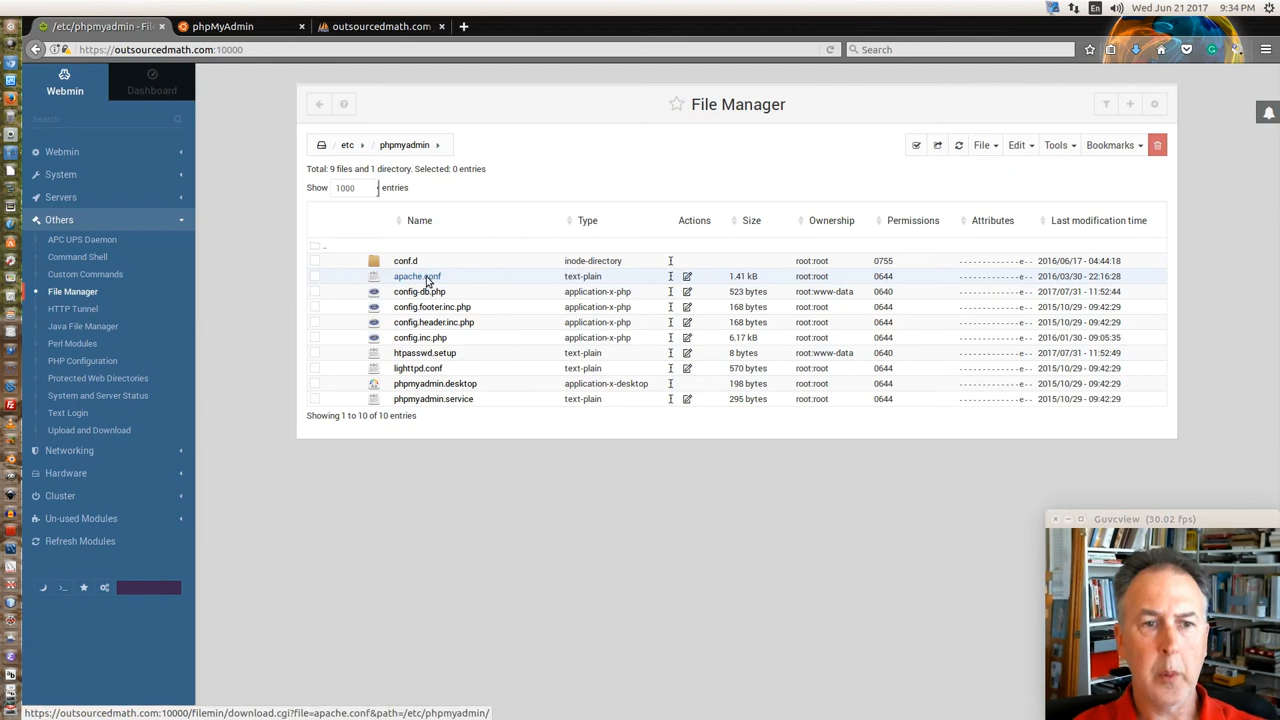 En Wed Jun 21 2017 9:34 PM
/etc/phpmyadmin - Fil
phpMyAdmin
outsourcedmath.com:330
https://outsourcedmath.com:10000
Search
Webmin
Dashboard
Search
Webmin
System
Servers
Others
APC UPS Daemon
Command Shell
Custom Commands
File Manager
HTTP Tunnel
Java File Manager
Perl Modules
PHP Configuration
Protected Web Directories
System and Server Status
Text Login
Upload and Download
Networking
Hardware
Cluster
Un-used Modules
Refresh Modules
File Manager
etc phpmyadmin
File Edit Tools Bookmarks
Total: 9 files and 1 directory. Selected: 0 entries
Show 1000 entries
Name Type Actions Size Ownership Permissions Attributes Last modification time
..
conf.d inode-directory root:root 0755 2016/06/17 - 04:44:18
apache.conf text-plain 1.41 kB root:root 0644 -------------e-- 2016/03/30 - 22:16:28
config-db.php application-x-php 523 bytes root:www-data 0640 -------------e-- 2017/07/31 - 11:52:44
config.footer.inc.php application-x-php 168 bytes root:root 0644 -------------e-- 2015/10/29 - 09:42:29
config.header.inc.php application-x-php 168 bytes root:root 0644 -------------e-- 2015/10/29 - 09:42:29
config.inc.php application-x-php 6.17 kB root:root 0644 -------------e-- 2016/01/30 - 09:05:35
htpasswd.setup text-plain 8 bytes root:www-data 0640 -------------e-- 2017/07/31 - 11:52:49
lighttpd.conf text-plain 570 bytes root:root 0644 -------------e-- 2015/10/29 - 09:42:29
phpmyadmin.desktop application-x-desktop 198 bytes root:root 0644 -------------e-- 2015/10/29 - 09:42:29
phpmyadmin.service text-plain 295 bytes root:root 0644 -------------e-- 2015/10/29 - 09:42:29
Showing 1 to 10 of 10 entries
Guvcview (30.02 fps)
https://outsourcedmath.com:10000/filemin/download.cgi?file=apache.conf&path=/etc/phpmyadmin/